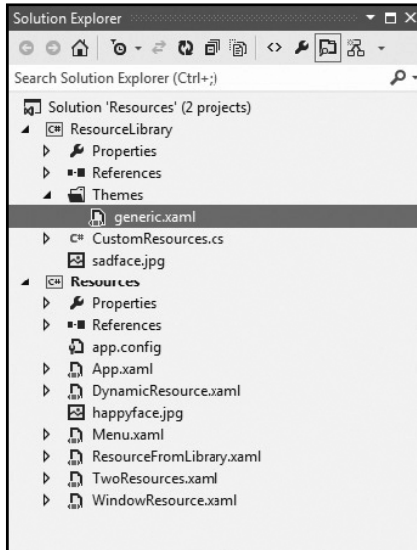 Solution Explorer
Search Solution Explorer (Ctrl+;)
Solution 'Resources' (2 projects)
C# ResourceLibrary
Properties
References
Themes
generic.xaml
C# CustomResources.cs
sadface.jpg
C# Resources
Properties
References
app.config
App.xaml
DynamicResource.xaml
happyface.jpg
Menu.xaml
ResourceFromLibrary.xaml
TwoResources.xaml
WindowResource.xaml